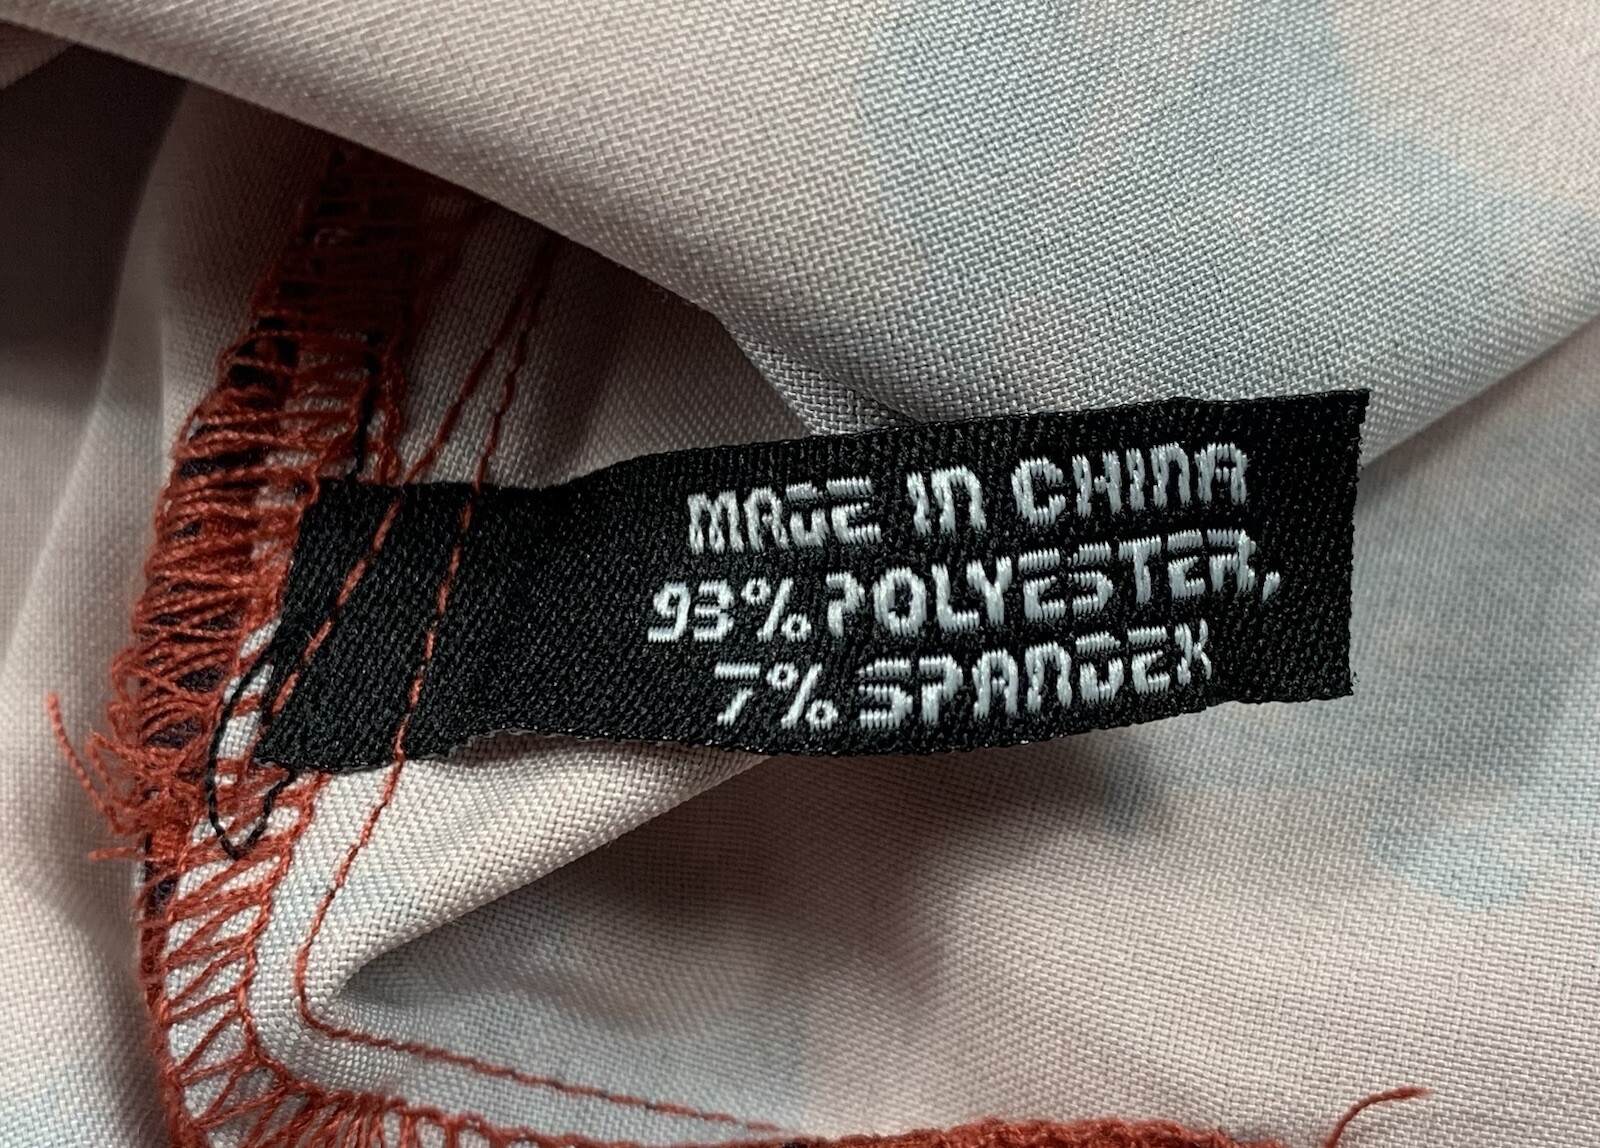 MADE IN CHINA
93% POLYESTER,
7% SPANDEX